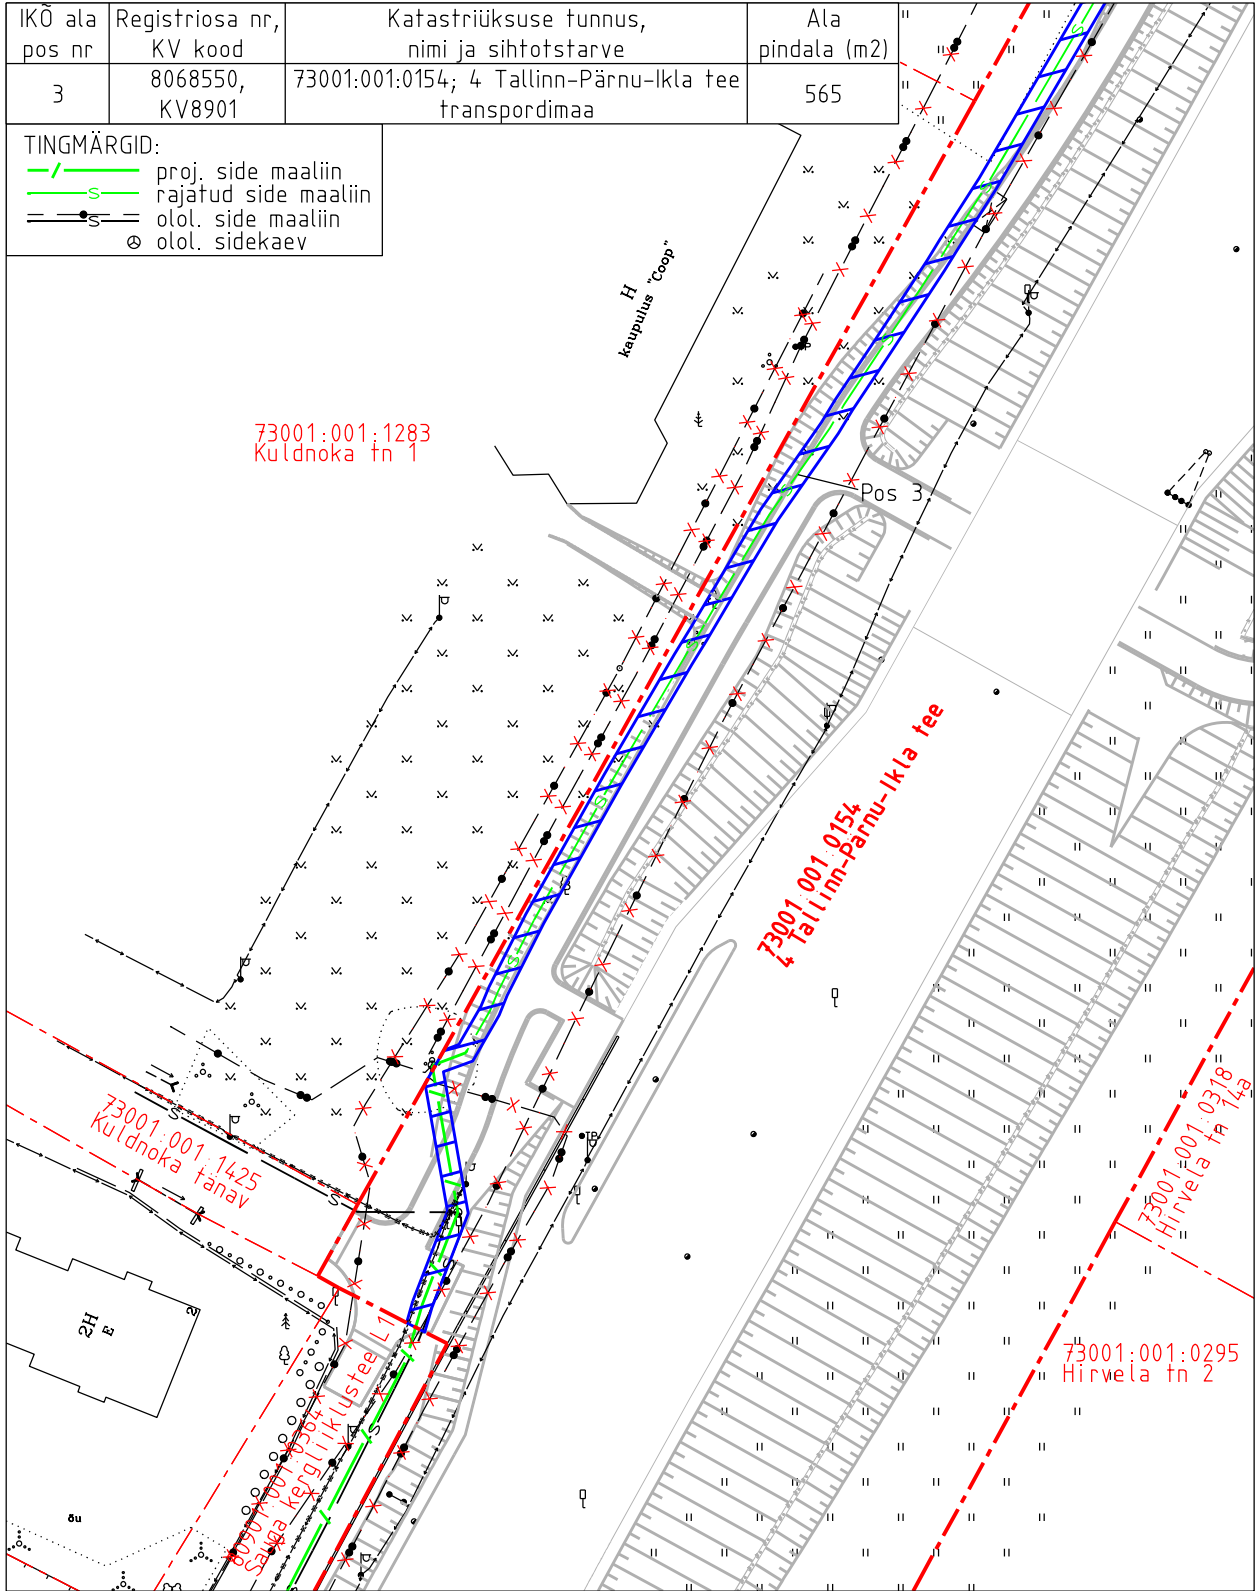 IKÕ ala
pos nr
Registriosa nr,
KV kood
Katastriüksuse tunnus,
nimi ja sihtotstarve
Ala
pindala (m2)
3
8068550,
KV8901
73001:001:0154; 4 Tallinn-Pärnu-Ikla tee
transpordimaa
565
TINGMÄRGID:
proj. side maaliin
S rajatud side maaliin
S olol. side maaliin
olol. sidekaev
H
kauplus "Coop"
73001:001:1283
Kuldnoka tn 1
Pos 3
73001:001:0154
4 Tallinn-Pärnu-Ikla tee
73001:001:1425
Kuldnoka tänav
73001:001:0318
Hirvela tn 14a
73001:001:0295
Hirvela tn 2
2H
E
2
Sauga kergliiklustee L1
õu